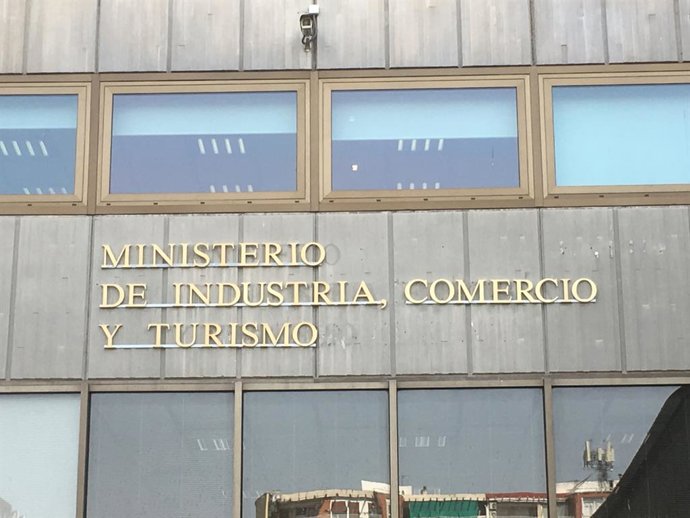 MINISTERIO
DE INDUSTRIA, COMERCIO
Y TURISMO